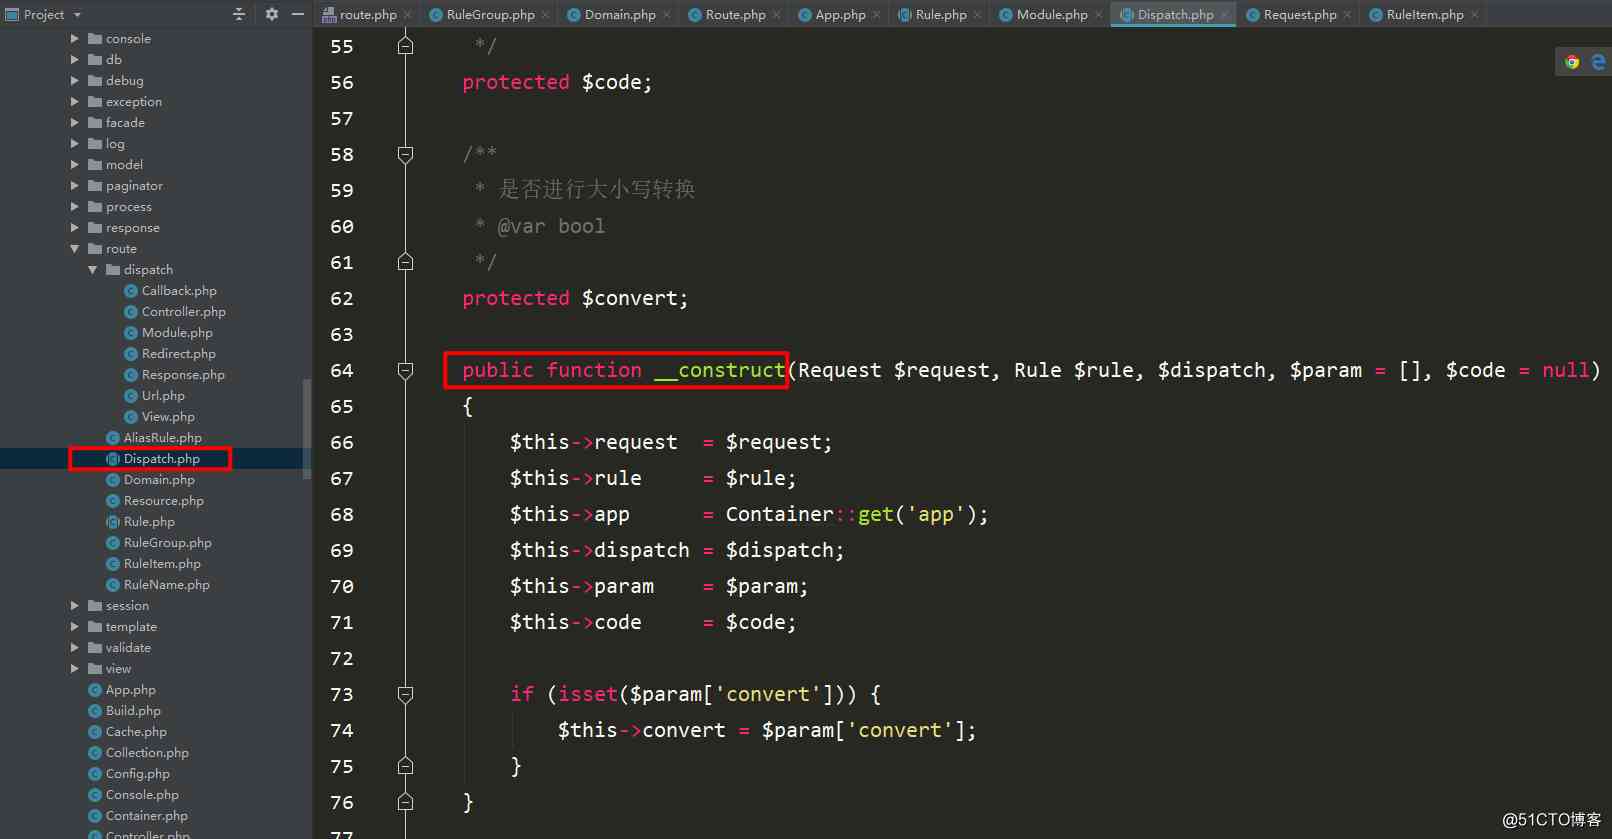 Project
route.php
RuleGroup.php
Domain.php
Route.php
App.php
Rule.php
Module.php
Dispatch.php
Request.php
RuleItem.php
console
db
debug
exception
facade
log
model
paginator
process
response
route
dispatch
Callback.php
Controller.php
Module.php
Redirect.php
Response.php
Url.php
View.php
AliasRule.php
Dispatch.php
Domain.php
Resource.php
Rule.php
RuleGroup.php
RuleItem.php
RuleName.php
session
template
validate
view
App.php
Build.php
Cache.php
Collection.php
Config.php
Console.php
Container.php
Controller.php
55 */
56 protected $code;
57
58 /**
59 * 是否进行大小写转换
60 * @var bool
61 */
62 protected $convert;
63
64 public function __construct(Request $request, Rule $rule, $dispatch, $param = [], $code = null)
65 {
66 $this->request = $request;
67 $this->rule = $rule;
68 $this->app = Container::get('app');
69 $this->dispatch = $dispatch;
70 $this->param = $param;
71 $this->code = $code;
72
73 if (isset($param['convert'])) {
74 $this->convert = $param['convert'];
75 }
76 }
77
@51CTO博客